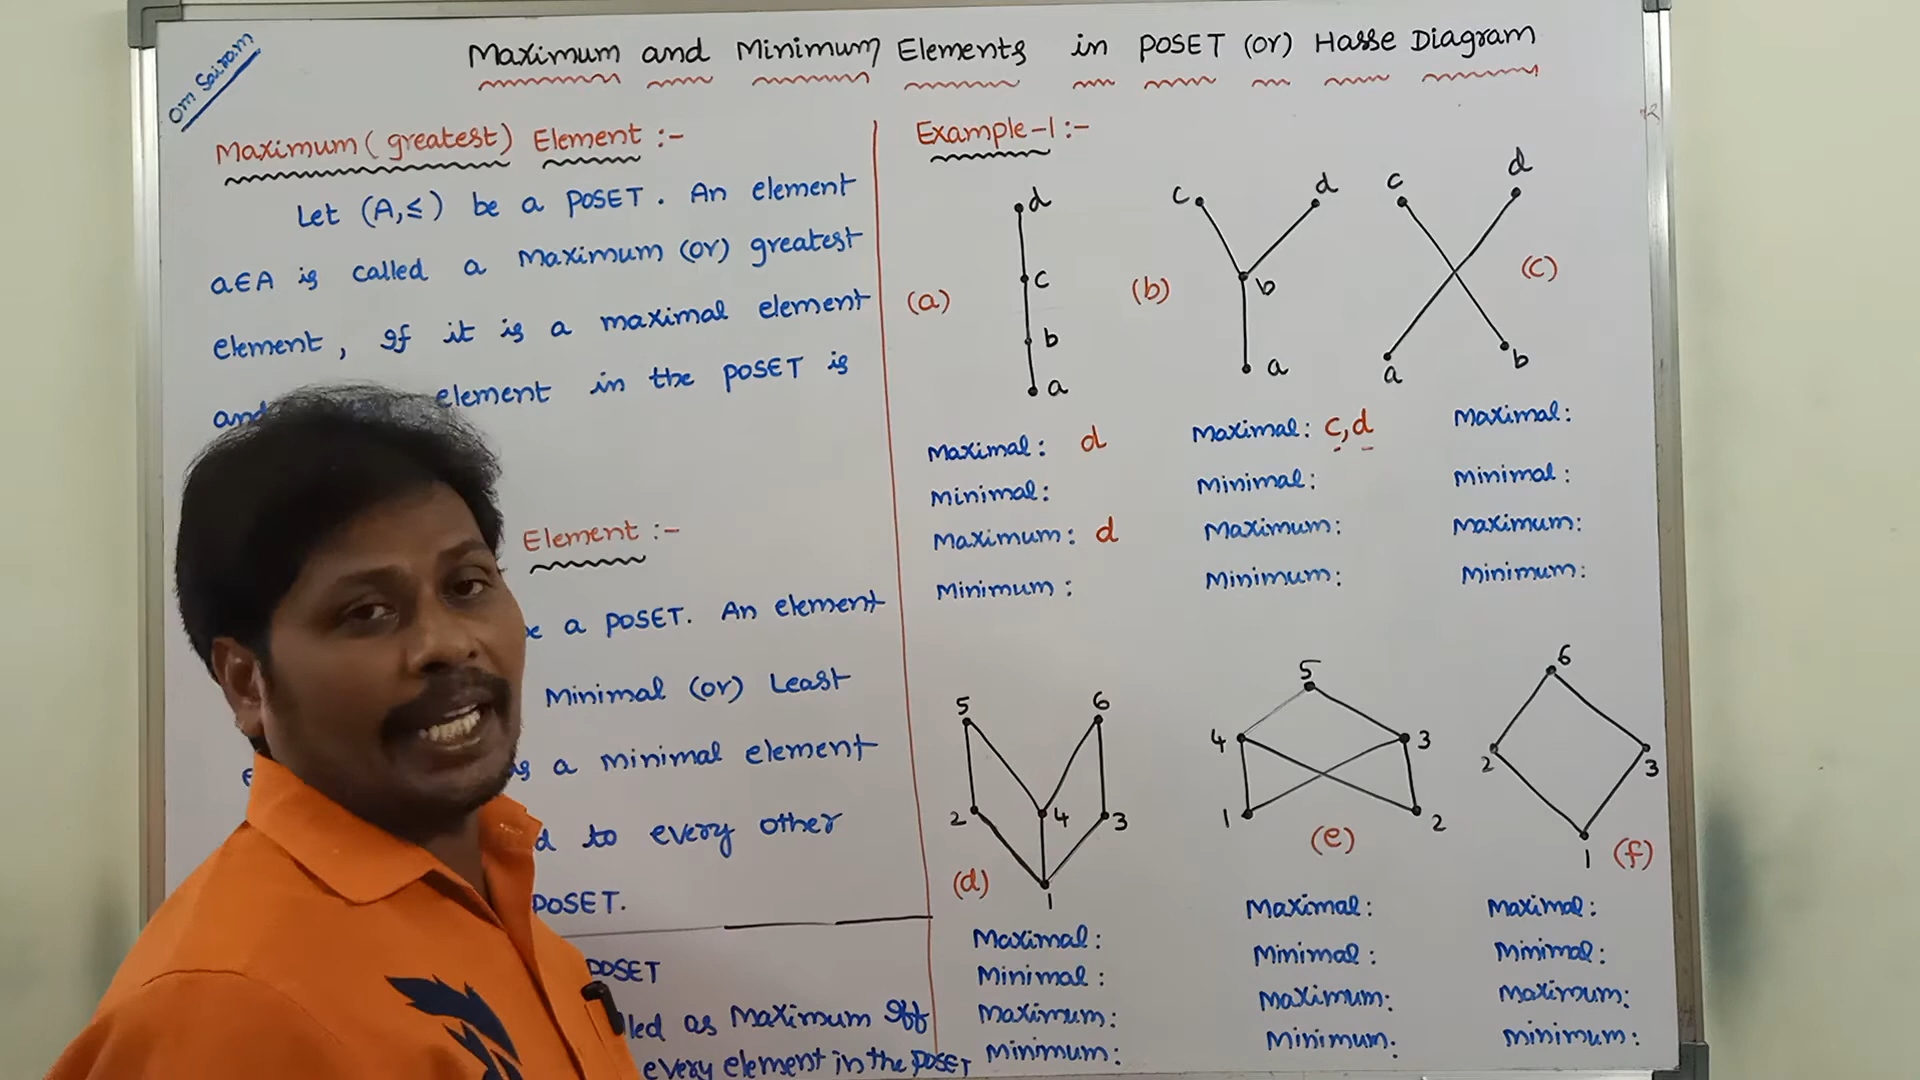 Om Sairam
Maximum and Minimum Elements in POSET (or) Hasse Diagram
Maximum (greatest) Element :-
Let (A,≤) be a POSET. An element
a∈A is called a maximum (or) greatest
element, if it is a maximal element
and element in the POSET is
Element :-
be a POSET. An element
Minimal (or) Least
a minimal element
to every other
POSET.
POSET
led as Maximum iff
every element in the POSET
Example-1 :-
d
c
b
a
(a)
Maximal : d
Minimal :
Maximum : d
Minimum :
c d
b
a
(b)
Maximal : c,d
Minimal :
Maximum :
Minimum :
c d
a b
(c)
Maximal :
Minimal :
Maximum :
Minimum :
5 6
2 4 3
1
(d)
Maximal :
Minimal :
Maximum :
Minimum :
5
4 3
1 2
(e)
Maximal :
Minimal :
Maximum :
Minimum :
6
2 3
1
(f)
Maximal :
Minimal :
Maximum :
Minimum :